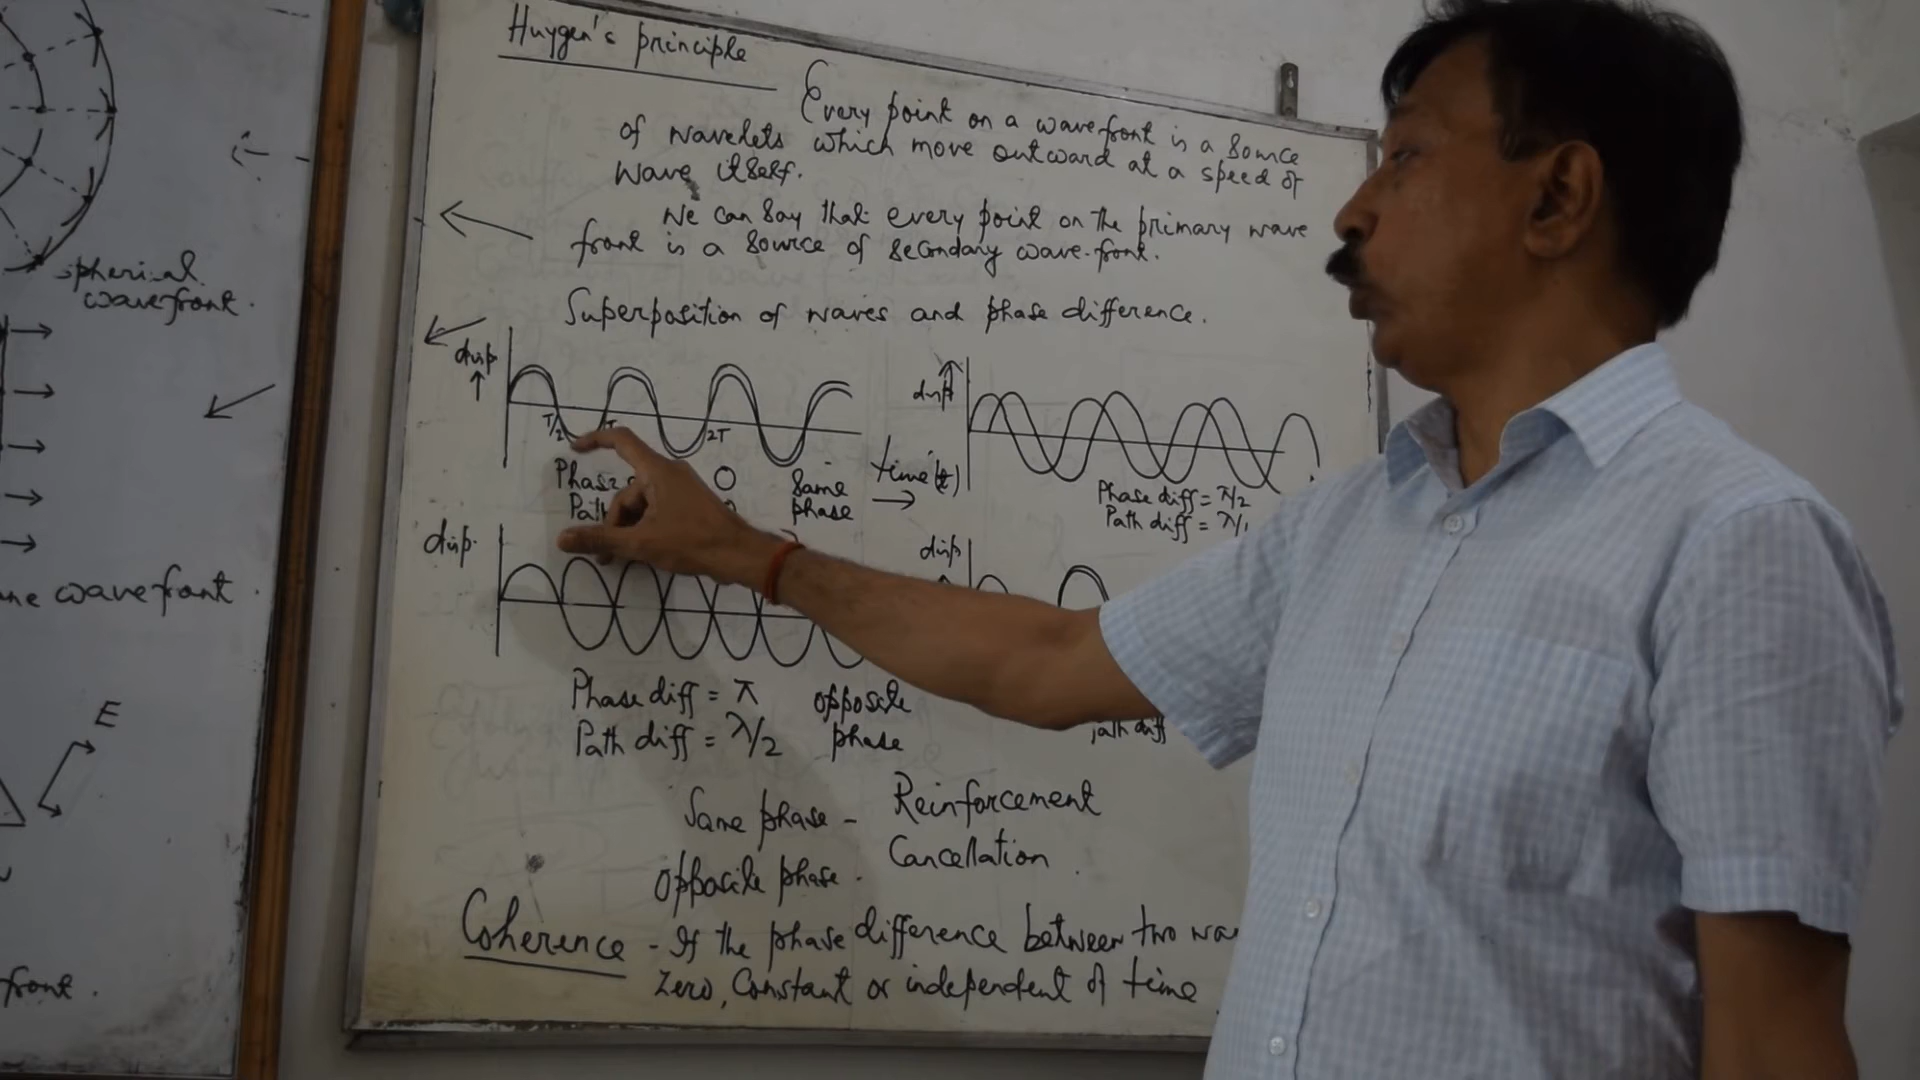 Huygen's principle
Every point on a wavefront is a source
of wavelets which move outward at a speed of
wave itself.
We can say that every point on the primary wave
front is a source of secondary wave-front.
Superposition of waves and phase difference.
disp.
T/2
T
2T
Phase
Path
0
0
Same
phase
time (t)
disp
Phase diff = π/2
Path diff = λ/
disp.
Phase diff = π
Path diff = λ/2
opposite
phase
disp
Path diff
Same phase -
Reinforcement
Opposite phase -
Cancellation
Coherence - If the phase difference between two
zero, constant or independent of time
spherical
wavefront.
wavefront.
E
front.